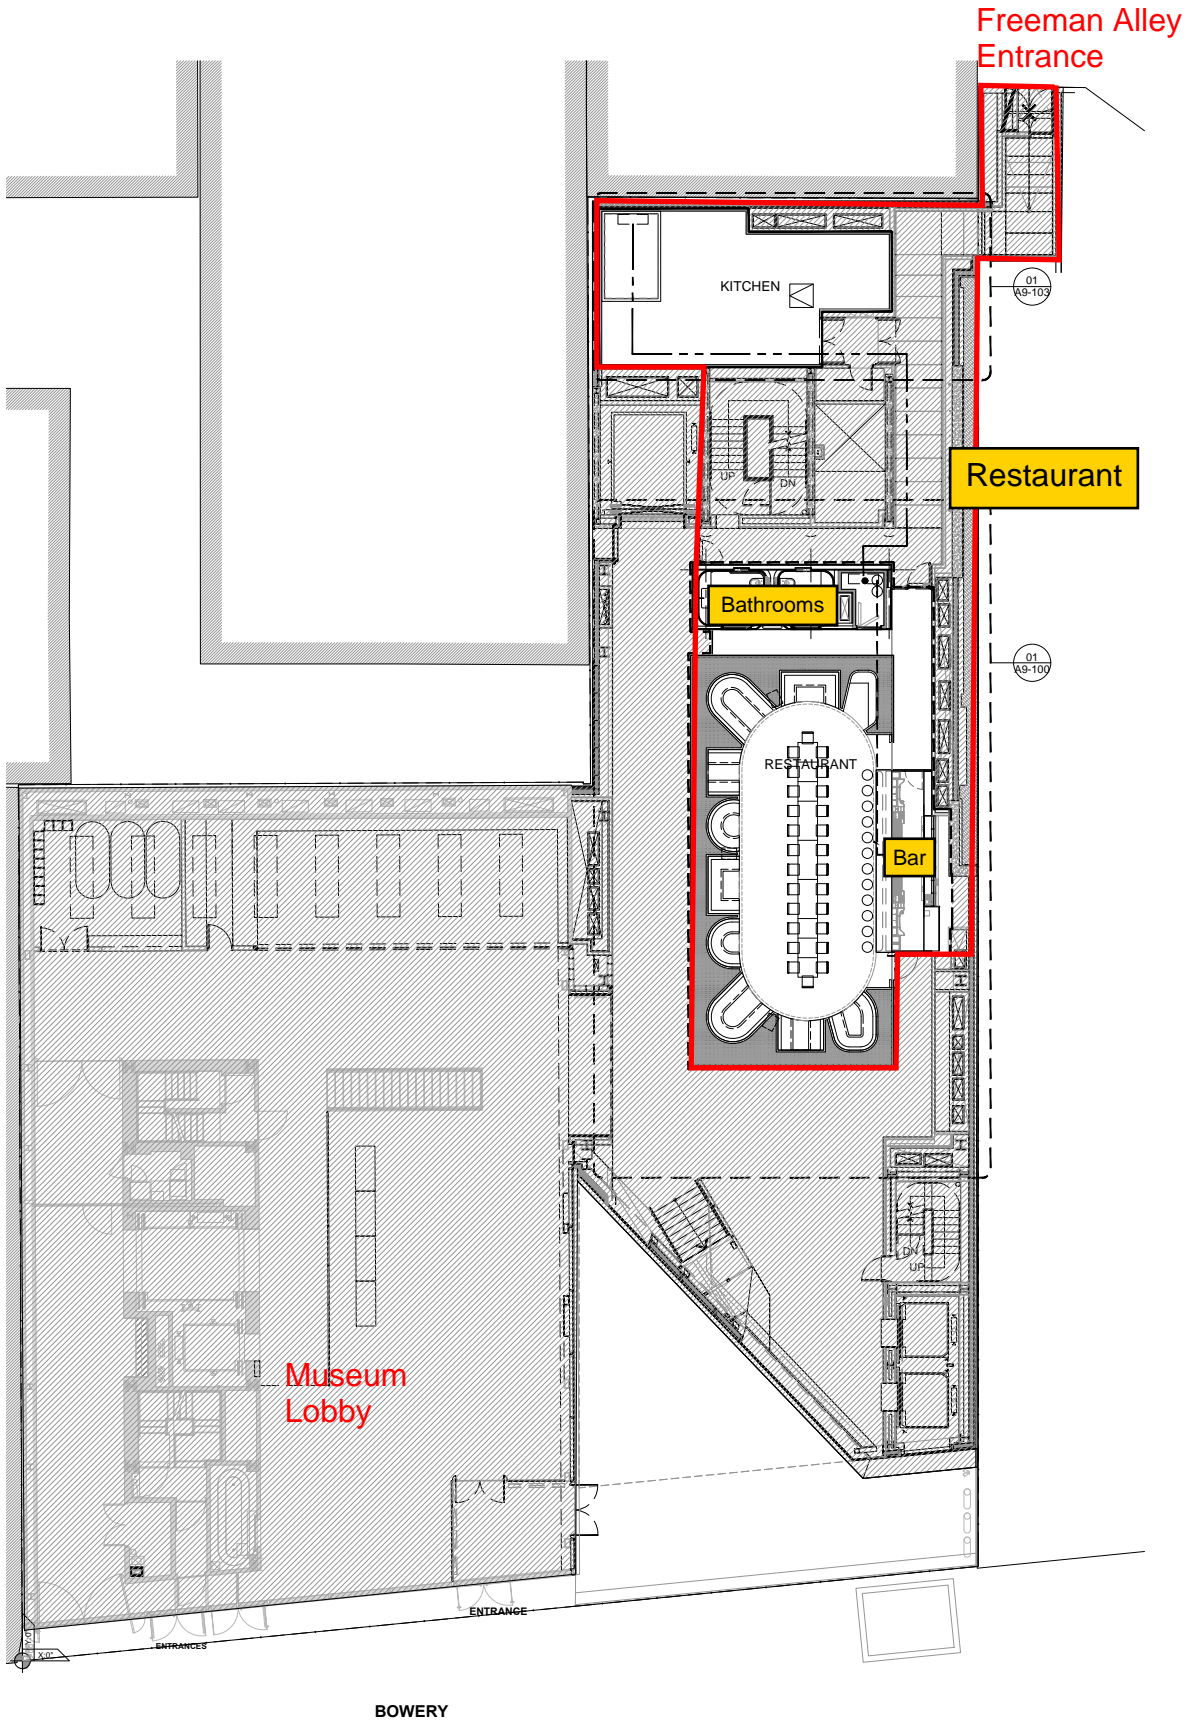 Freeman Alley
Entrance
01
A9-103
KITCHEN
Restaurant
UP
DN
Bathrooms
01
A9-100
RESTAURANT
Bar
DN
UP
Museum
Lobby
ENTRANCE
ENTRANCES
X:0"
BOWERY